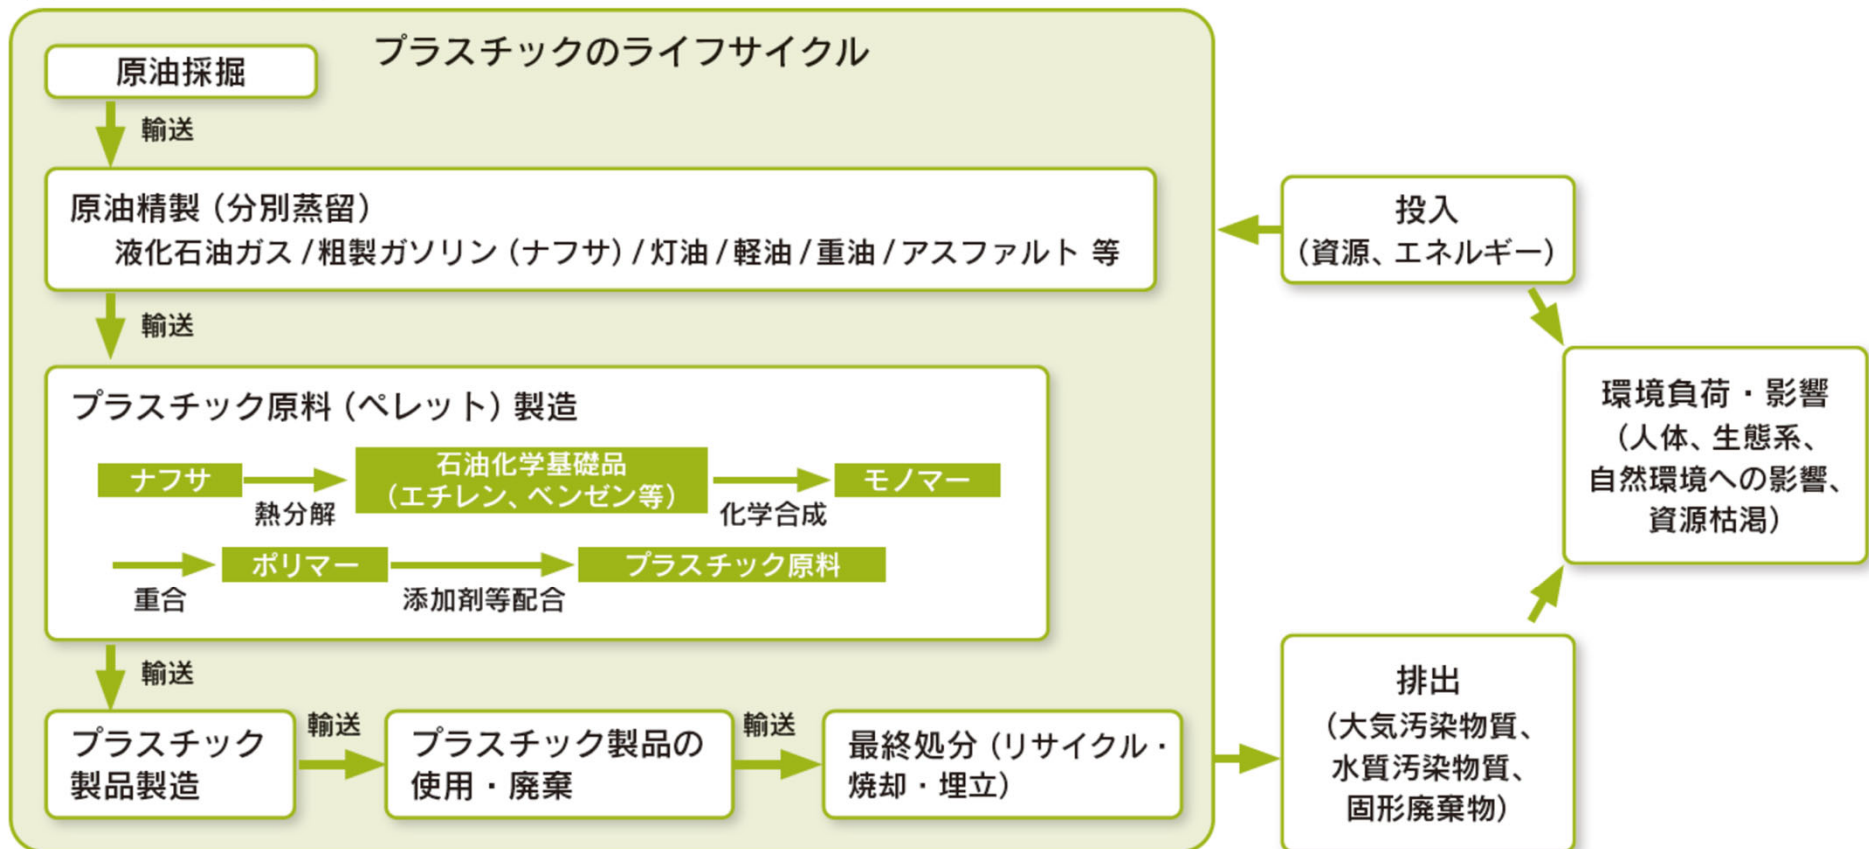 プラスチックのライフサイクル
原油採掘
輸送
原油精製（分別蒸留）
液化石油ガス/粗製ガソリン（ナフサ）/灯油/軽油/重油/アスファルト 等
輸送
プラスチック原料（ペレット）製造
ナフサ
熱分解
石油化学基礎品
（エチレン、ベンゼン等）
化学合成
モノマー
重合
ポリマー
添加剤等配合
プラスチック原料
輸送
プラスチック
製品製造
輸送
プラスチック製品の
使用・廃棄
輸送
最終処分（リサイクル・
焼却・埋立）
投入
（資源、エネルギー）
環境負荷・影響
（人体、生態系、
自然環境への影響、
資源枯渇）
排出
（大気汚染物質、
水質汚染物質、
固形廃棄物）